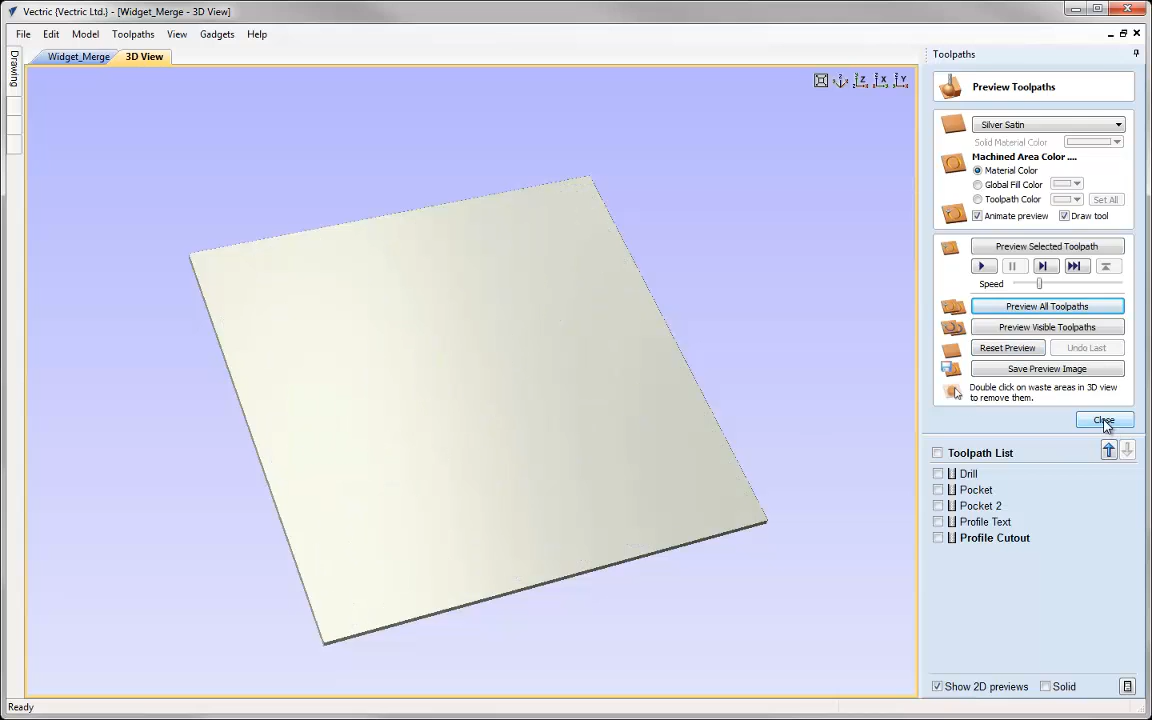 Vectric {Vectric Ltd.} - [Widget_Merge - 3D View]
File Edit Model Toolpaths View Gadgets Help
Drawing
Widget_Merge 3D View
Z X Y
Toolpaths
Preview Toolpaths
Silver Satin
Solid Material Color
Machined Area Color ....
Material Color
Global Fill Color
Toolpath Color Set All
Animate preview Draw tool
Preview Selected Toolpath
Speed
Preview All Toolpaths
Preview Visible Toolpaths
Reset Preview Undo Last
Save Preview Image
Double click on waste areas in 3D view
to remove them.
Close
Toolpath List
Drill
Pocket
Pocket 2
Profile Text
Profile Cutout
Show 2D previews Solid
Ready